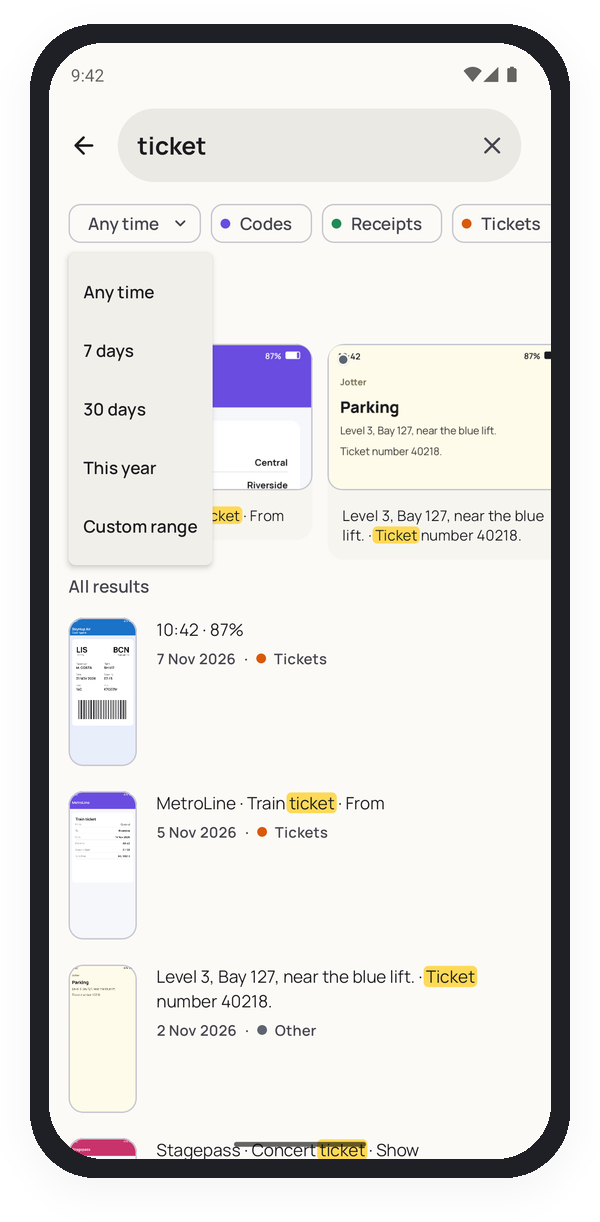 9:42
ticket
Any time
Codes
Receipts
Tickets
Any time
7 days
30 days
This year
Custom range
87%
Central
Riverside
· From
:42
87%
Jotter
Parking
Level 3, Bay 127, near the blue lift.
Ticket number 40218.
Level 3, Bay 127, near the blue
lift. · Ticket number 40218.
All results
LIS BCN
10:42 · 87%
7 Nov 2026 · Tickets
MetroLine
Train ticket
MetroLine · Train ticket · From
5 Nov 2026 · Tickets
Parking
Level 3, Bay 127, near the blue lift. · Ticket
number 40218.
2 Nov 2026 · Other
Stagepass
Stagepass · Concert ticket · Show